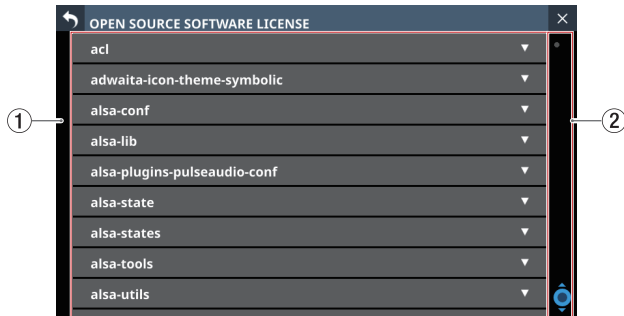 OPEN SOURCE SOFTWARE LICENSE
acl
adwaita-icon-theme-symbolic
alsa-conf
1
2
alsa-lib
alsa-plugins-pulseaudio-conf
alsa-state
alsa-states
alsa-tools
alsa-utils